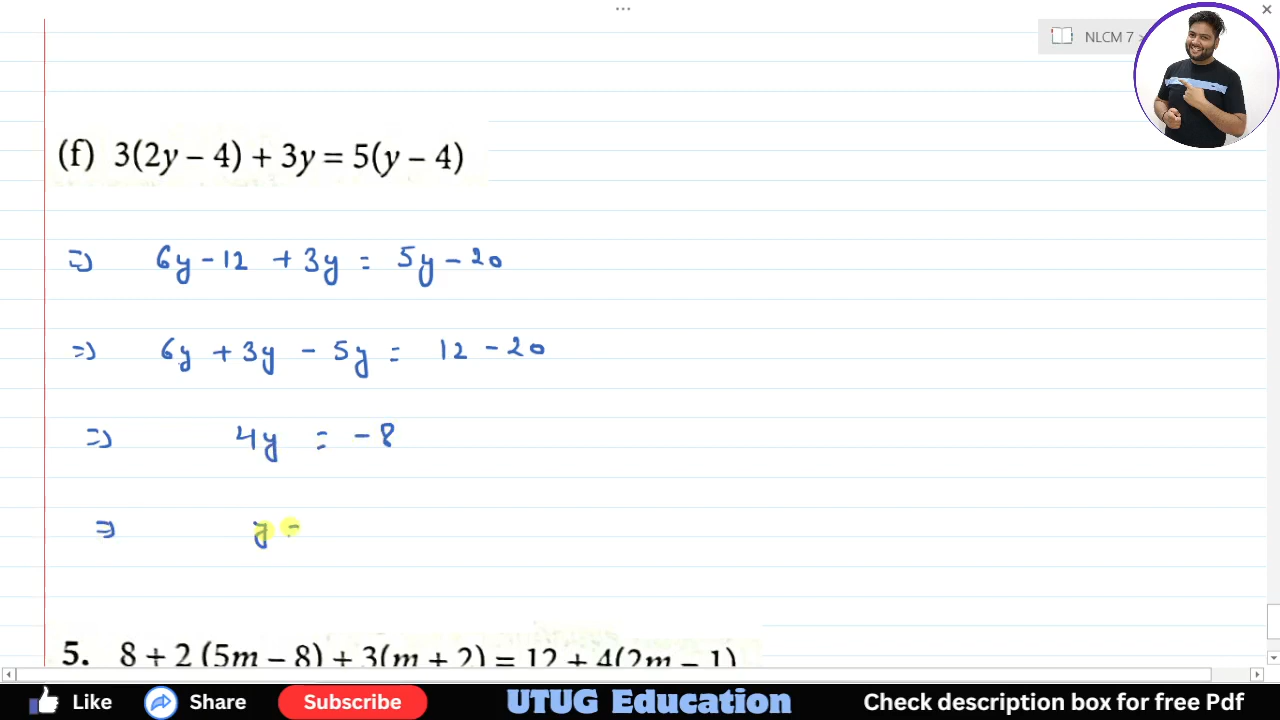 NLCM 7 >
(f) 3(2y – 4) + 3y = 5(y – 4)
=> 6y - 12 + 3y = 5y - 20
=> 6y + 3y - 5y = 12 - 20
=> 4y = - 8
=> y =
5. 8 + 2 (5m – 8) + 3(m + 2) = 12 + 4(2m – 1)
Like Share Subscribe UTUG Education Check description box for free Pdf